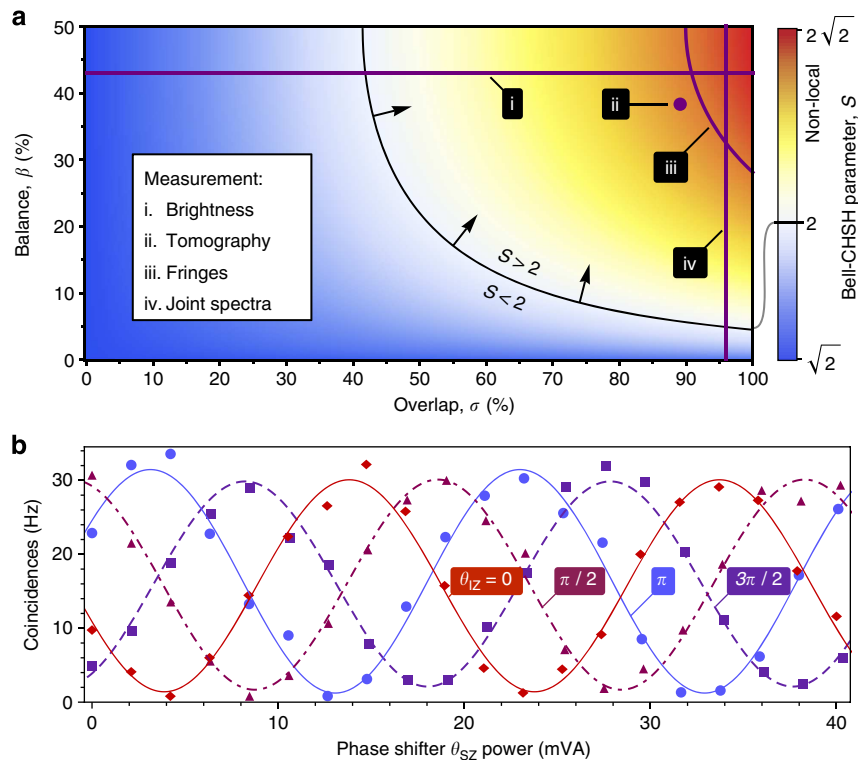 a
50
40
30
20
10
0
Balance, β (%)
Measurement:
i. Brightness
ii. Tomography
iii. Fringes
iv. Joint spectra
i
ii
iii
iv
S > 2
S < 2
0 10 20 30 40 50 60 70 80 90 100
Overlap, σ (%)
2√2
Non-local
2
√2
Bell-CHSH parameter, S
b
30
20
10
0
Coincidences (Hz)
θIZ = 0
π / 2
π
3π / 2
0 10 20 30 40
Phase shifter θSZ power (mVA)